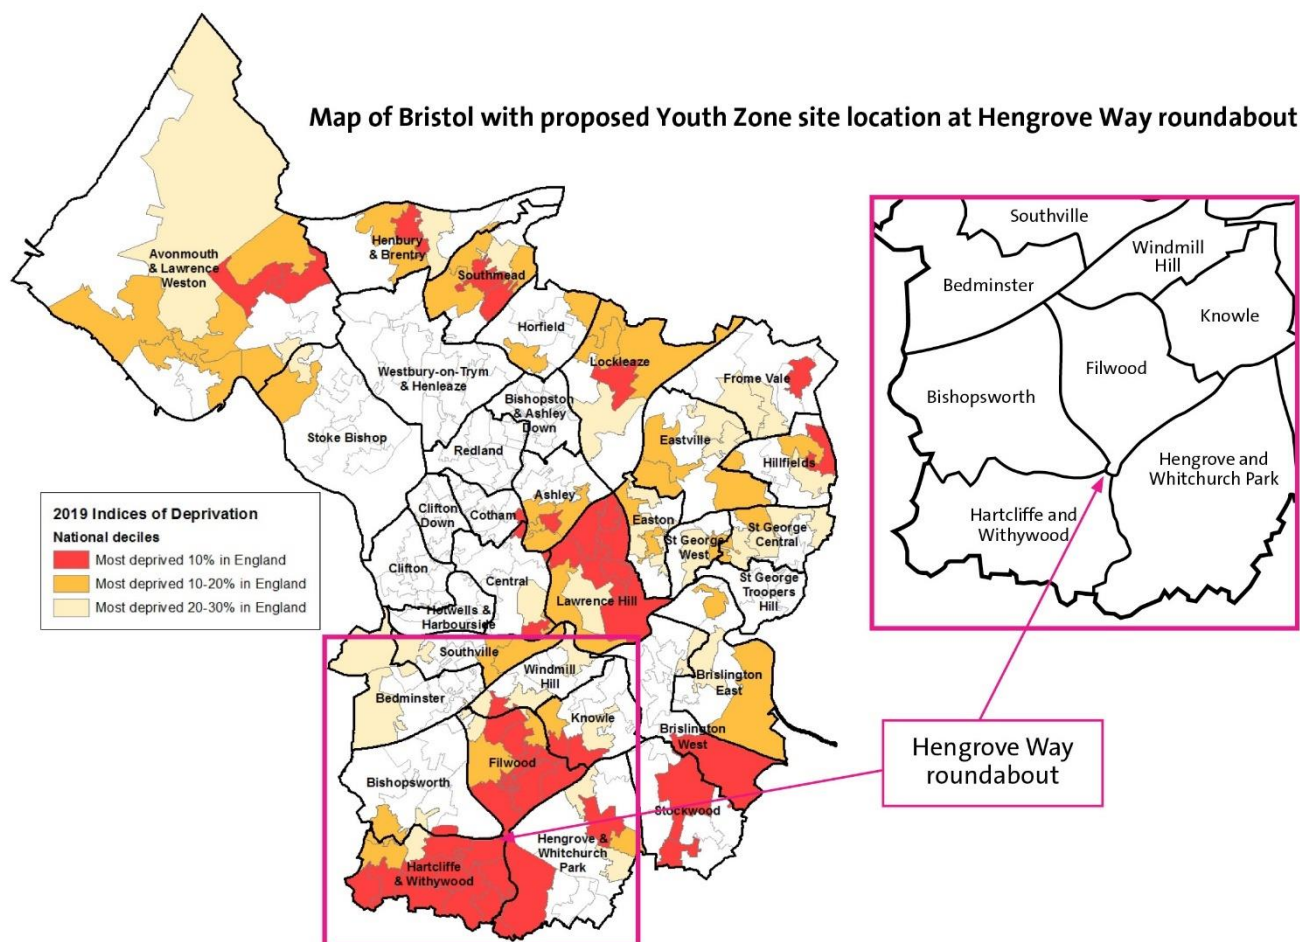 Map of Bristol with proposed Youth Zone site location at Hengrove Way roundabout
Avonmouth
& Lawrence
Weston
Henbury
& Brentry
Southmead
Horfield
Lockleaze
Westbury-on-Trym
& Henleaze
Frome Vale
Bishopston
& Ashley
Down
Stoke Bishop
Redland
Eastville
Hillfields
Ashley
Clifton
Down
Cotham
Easton
St George
West
St George
Central
Clifton
Central
St George
Troopers
Hill
Lawrence Hill
Hotwells &
Harbourside
Southville
Windmill
Hill
Bedminster
Brislington
East
Knowle
Brislington
West
Filwood
Bishopsworth
Stockwood
Hengrove &
Whitchurch
Park
Hartcliffe
& Withywood
2019 Indices of Deprivation
National deciles
Most deprived 10% in England
Most deprived 10-20% in England
Most deprived 20-30% in England
Southville
Windmill
Hill
Bedminster
Knowle
Filwood
Bishopsworth
Hengrove and
Whitchurch Park
Hartcliffe and
Withywood
Hengrove Way
roundabout